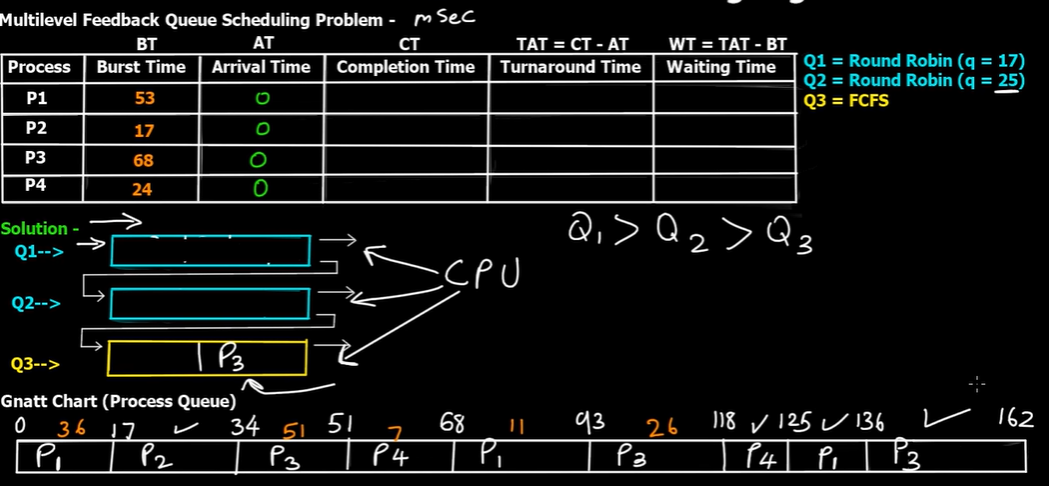 Multilevel Feedback Queue Scheduling Problem - mSec
BT AT CT TAT = CT - AT WT = TAT - BT
Process Burst Time Arrival Time Completion Time Turnaround Time Waiting Time
Q1 = Round Robin (q = 17)
Q2 = Round Robin (q = 25)
Q3 = FCFS
P1 53 0
P2 17 0
P3 68 0
P4 24 0
Solution -
Q1 > Q2 > Q3
Q1-->
CPU
Q2-->
Q3--> P3
Gnatt Chart (Process Queue)
0 36 17 ✓ 34 51 51 7 68 11 93 26 118 ✓ 125 ✓ 136 ✓ 162
P1 P2 P3 P4 P1 P3 P4 P1 P3